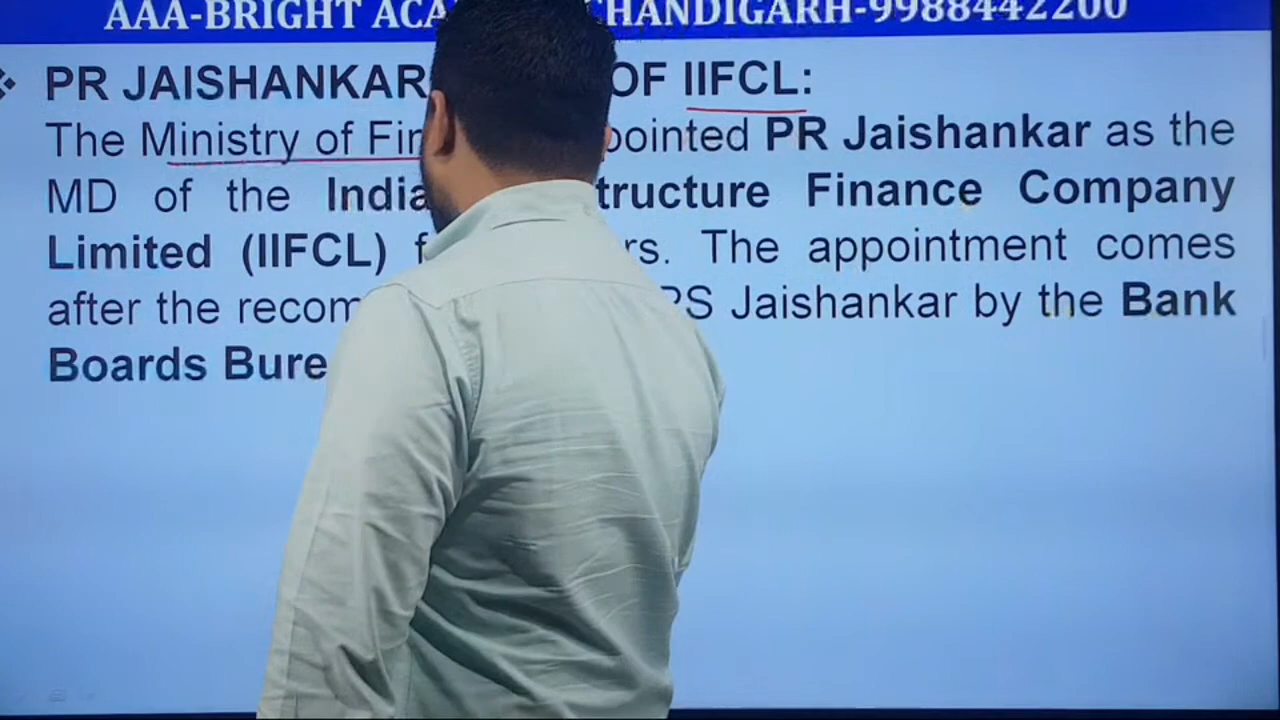 AAA-BRIGHT ACA CHANDIGARH-9988442200
PR JAISHANKAR OF IIFCL:
The Ministry of Fin pointed PR Jaishankar as the
MD of the India tructure Finance Company
Limited (IIFCL) f rs. The appointment comes
after the recom PS Jaishankar by the Bank
Boards Bure